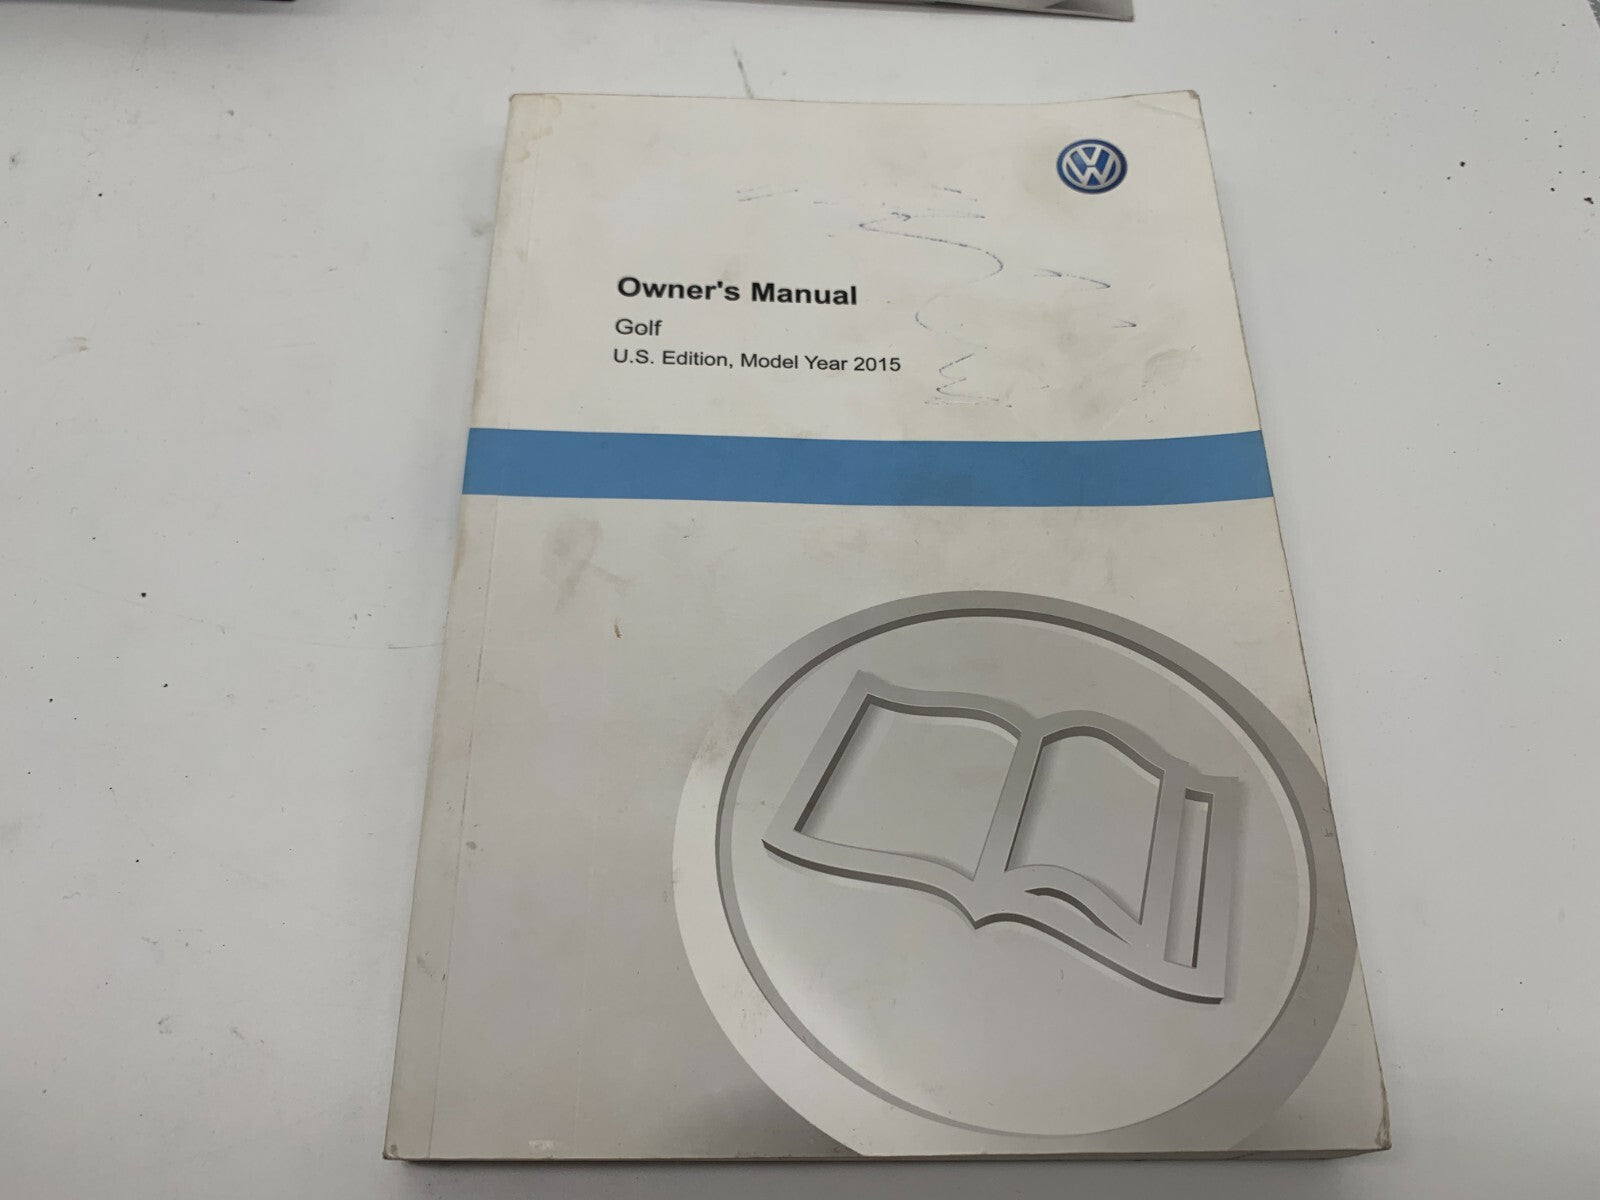 Owner's Manual
Golf
U.S. Edition, Model Year 2015